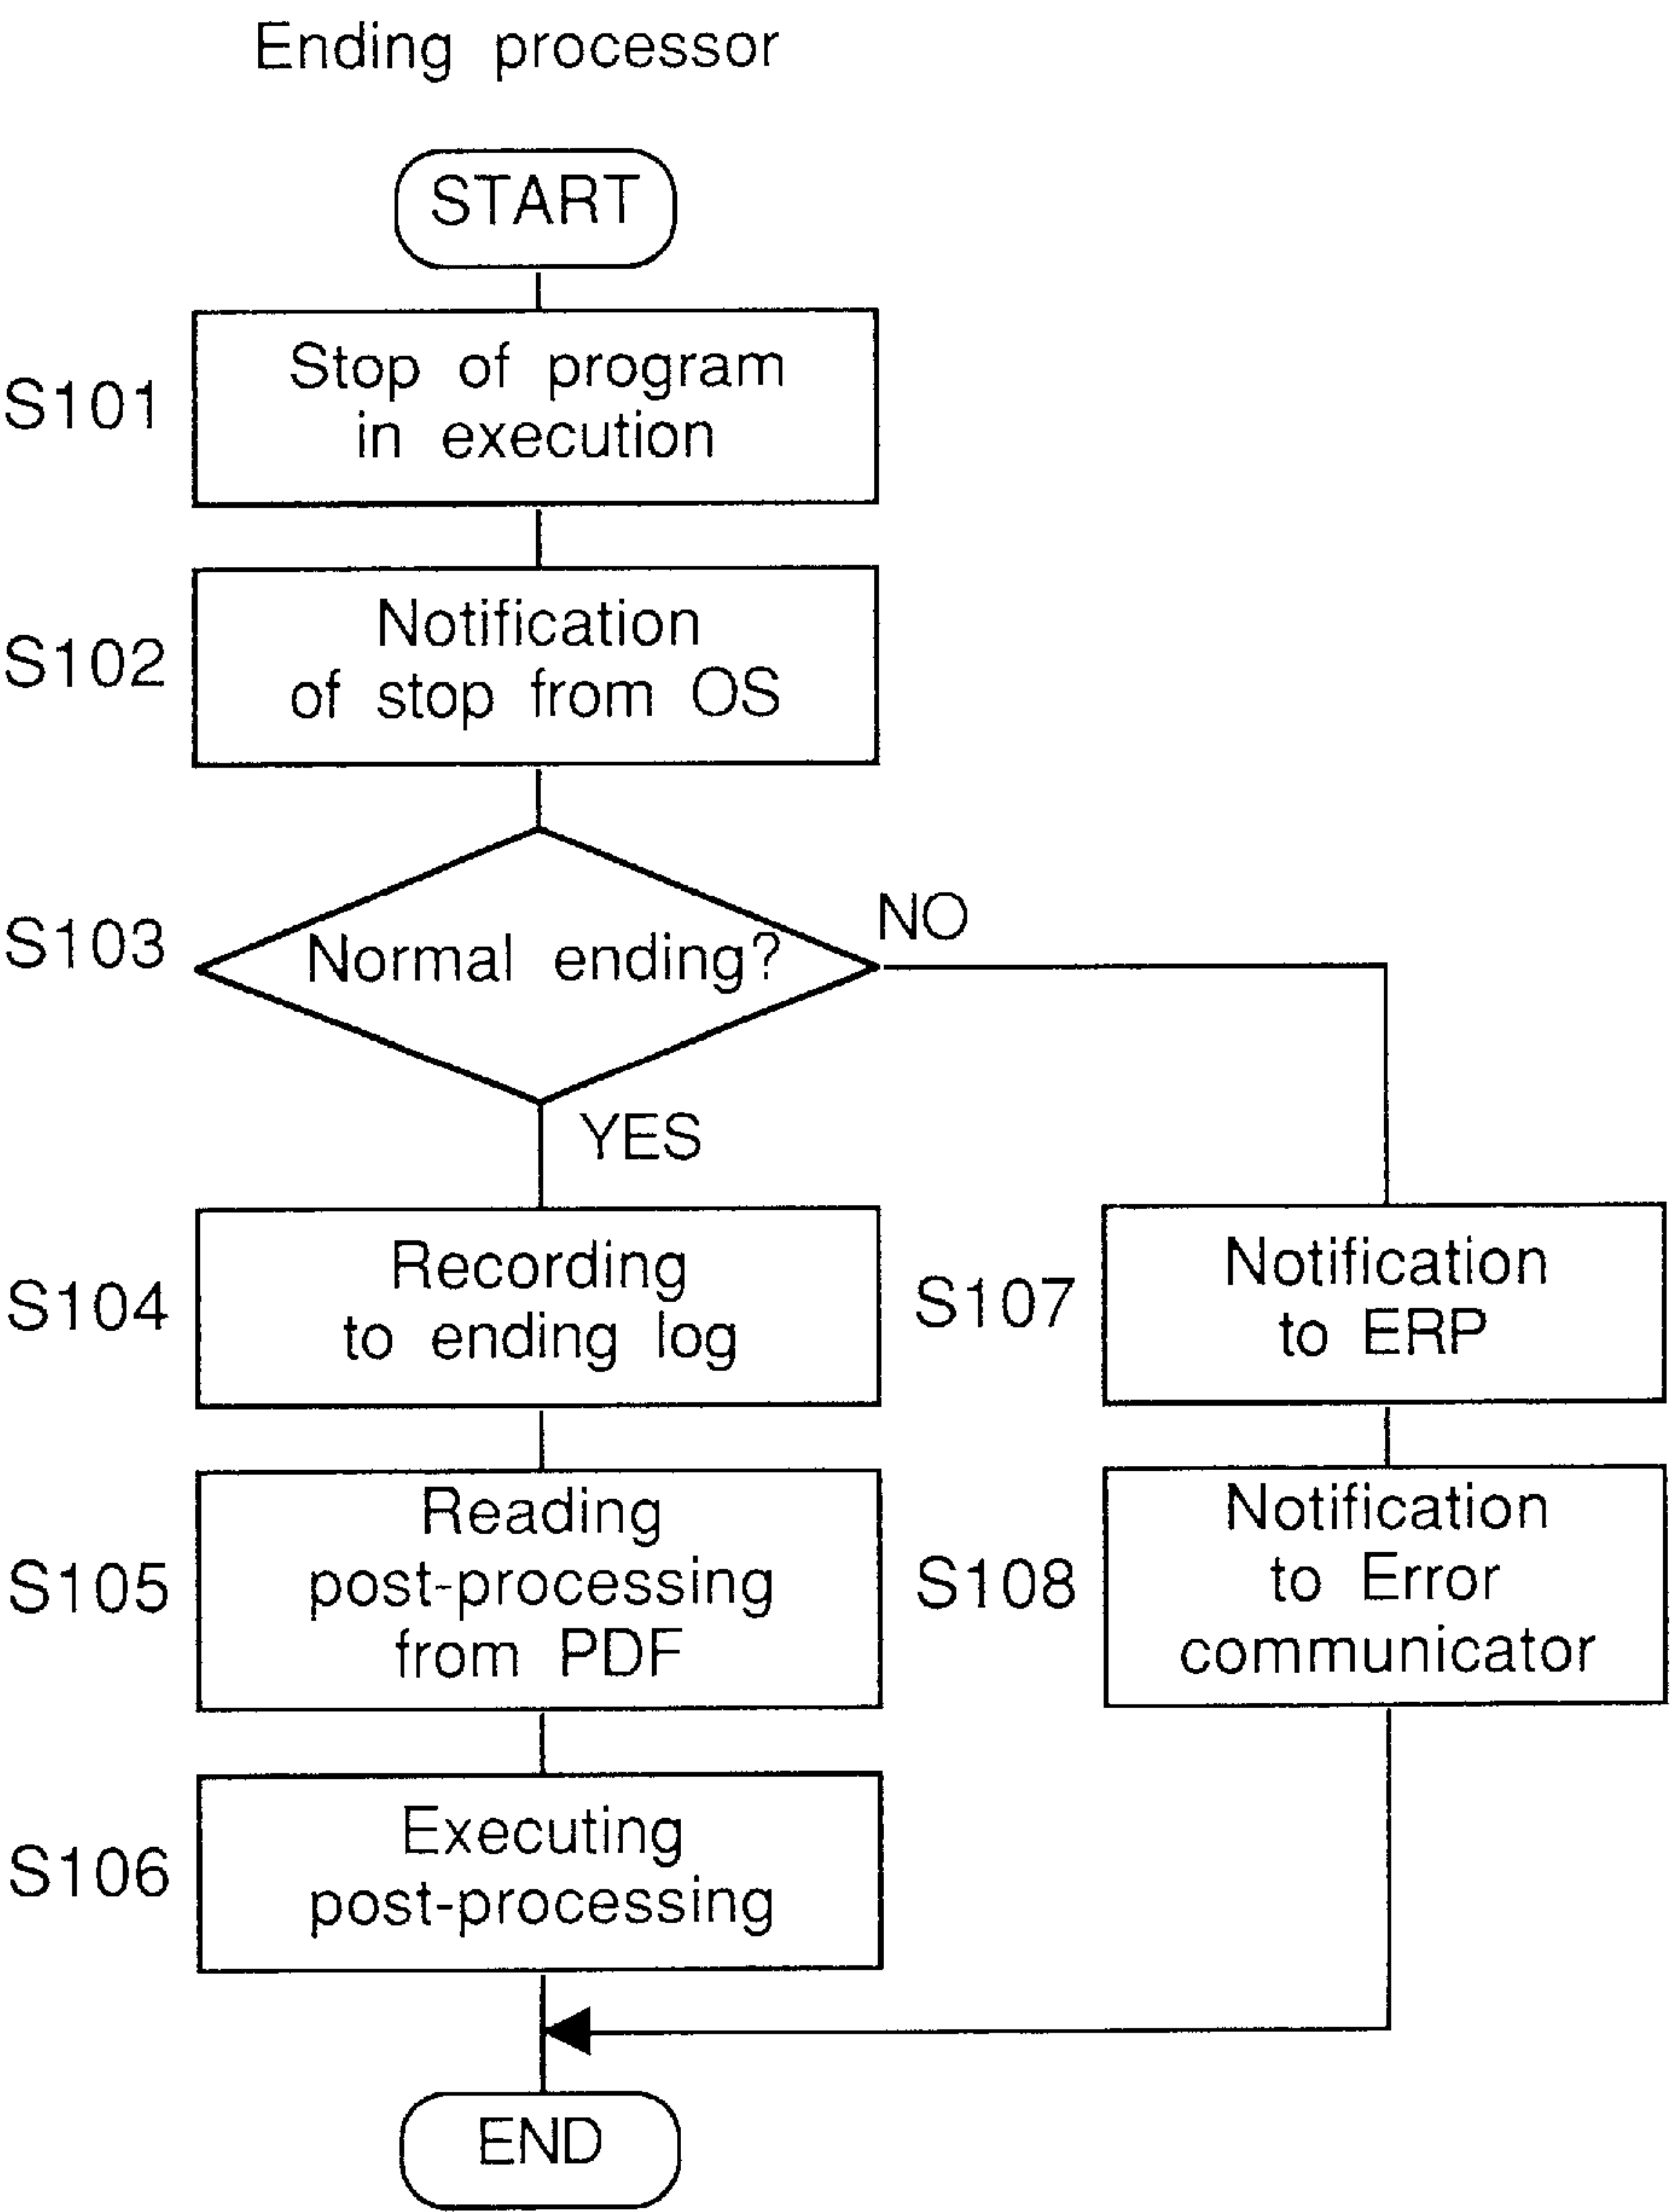 Ending processor
START
S101
Stop of program
in execution
S102
Notification
of stop from OS
S103
Normal ending?
NO
YES
S104
Recording
to ending log
S107
Notification
to ERP
S105
Reading
post-processing
from PDF
S108
Notification
to Error
communicator
S106
Executing
post-processing
END